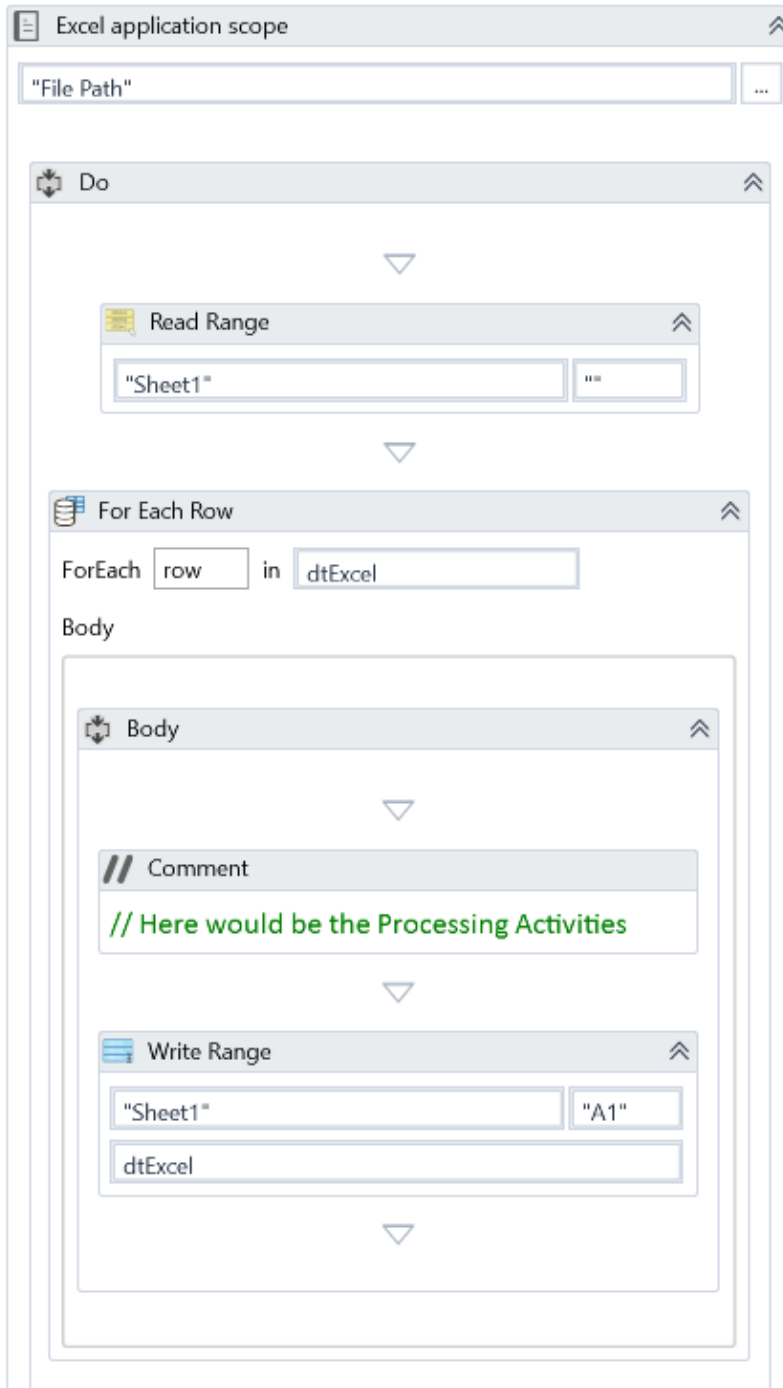 Excel application scope
"File Path"
...
Do
Read Range
"Sheet1" ""
For Each Row
ForEach row in dtExcel
Body
Body
// Comment
// Here would be the Processing Activities
Write Range
"Sheet1" "A1"
dtExcel